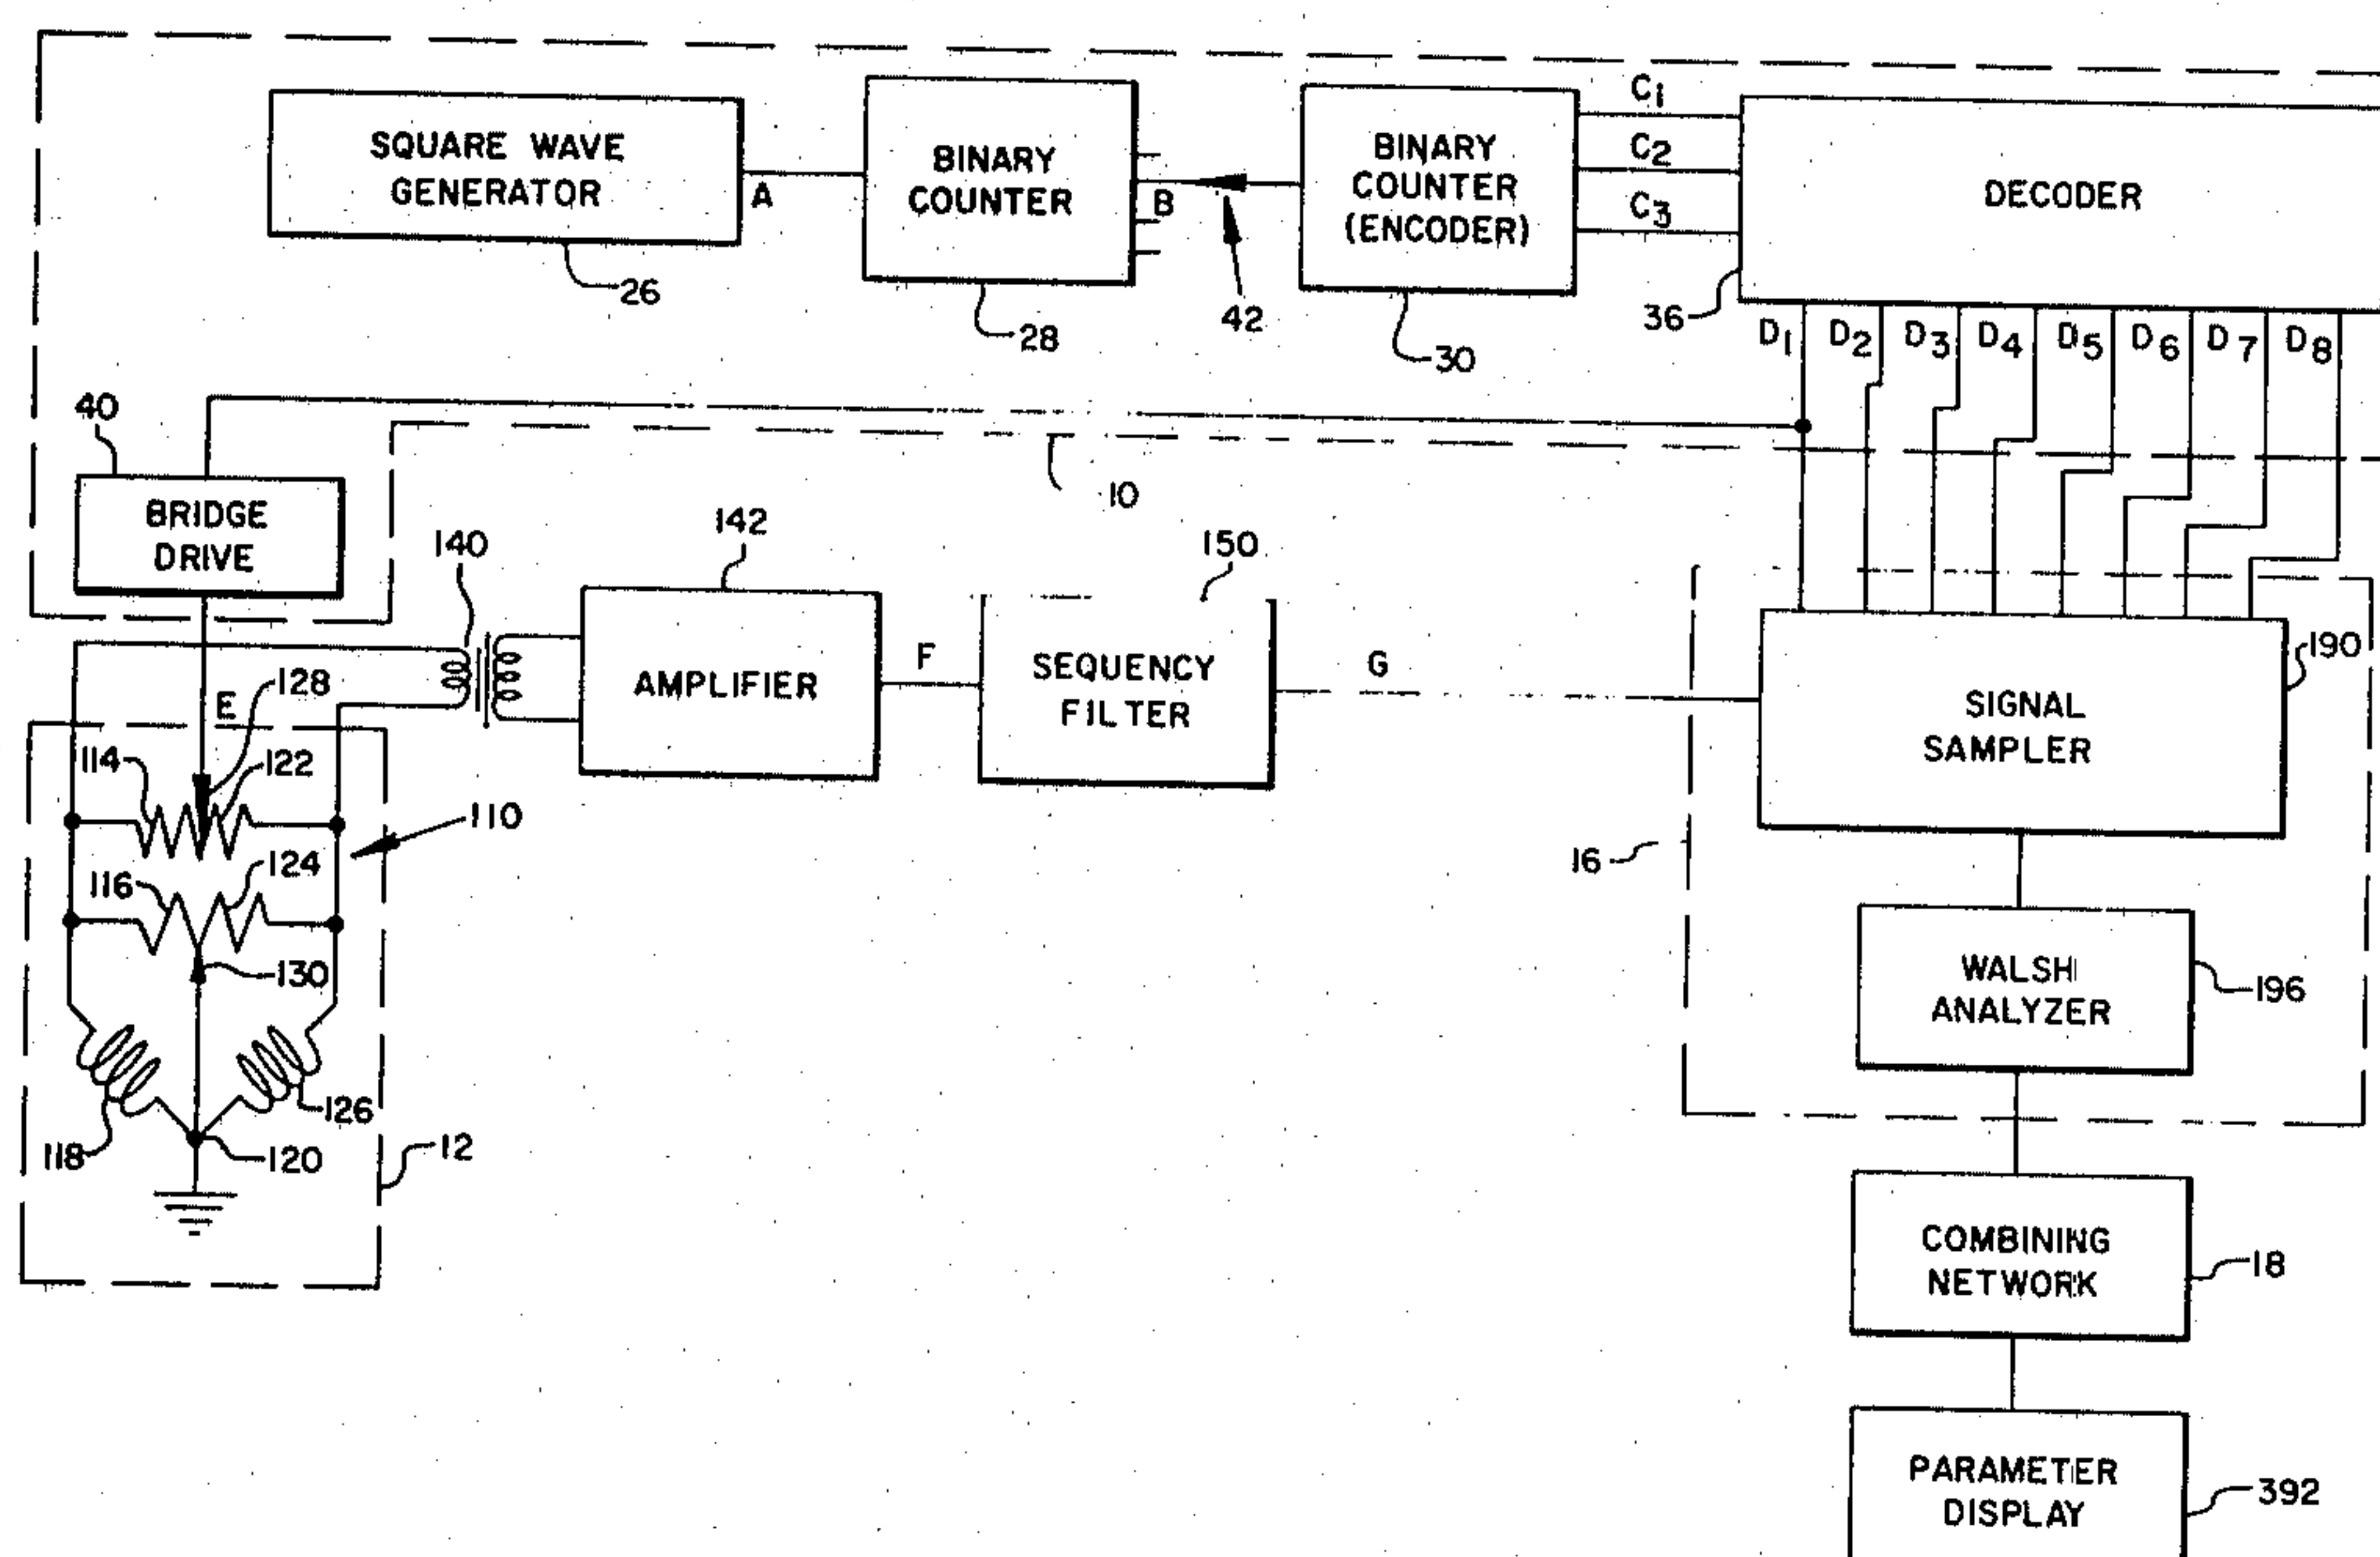 SQUARE WAVE
GENERATOR
A
26
BINARY
COUNTER
B
28
42
BINARY
COUNTER
(ENCODER)
30
C1
C2
C3
DECODER
36
D1 D2 D3 D4 D5 D6 D7 D8
40
BRIDGE
DRIVE
10
E
128
140
142
AMPLIFIER
F
150
SEQUENCY
FILTER
G
SIGNAL
SAMPLER
190
114
122
110
116
124
130
118
126
120
12
16
WALSH
ANALYZER
196
COMBINING
NETWORK
18
PARAMETER
DISPLAY
392